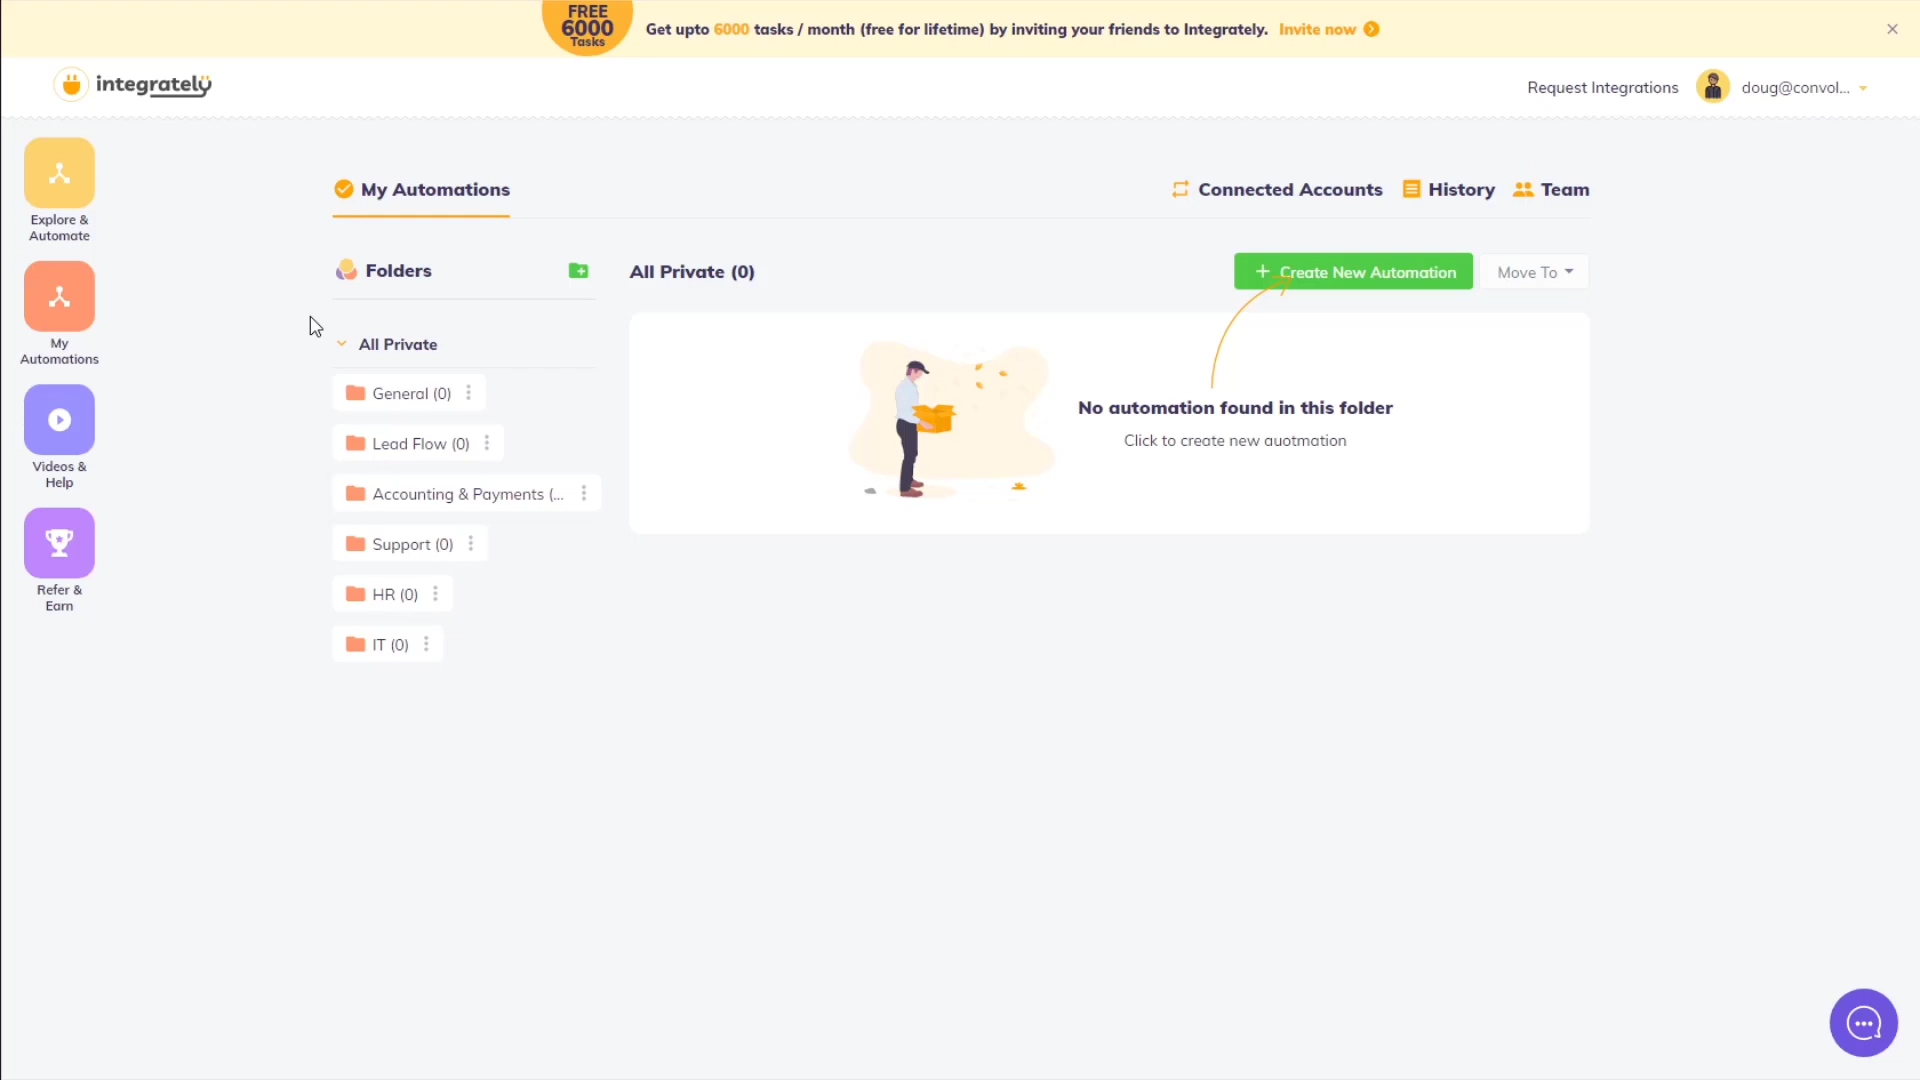 FREE
6000
Tasks
Get upto 6000 tasks / month (free for lifetime) by inviting your friends to Integrately. Invite now
integrately
Request Integrations
doug@convol...
Explore &
Automate
My
Automations
Videos &
Help
Refer &
Earn
My Automations
Connected Accounts
History
Team
Folders
All Private
General (0)
Lead Flow (0)
Accounting & Payments (...
Support (0)
HR (0)
IT (0)
All Private (0)
+ Create New Automation
Move To
No automation found in this folder
Click to create new auotmation